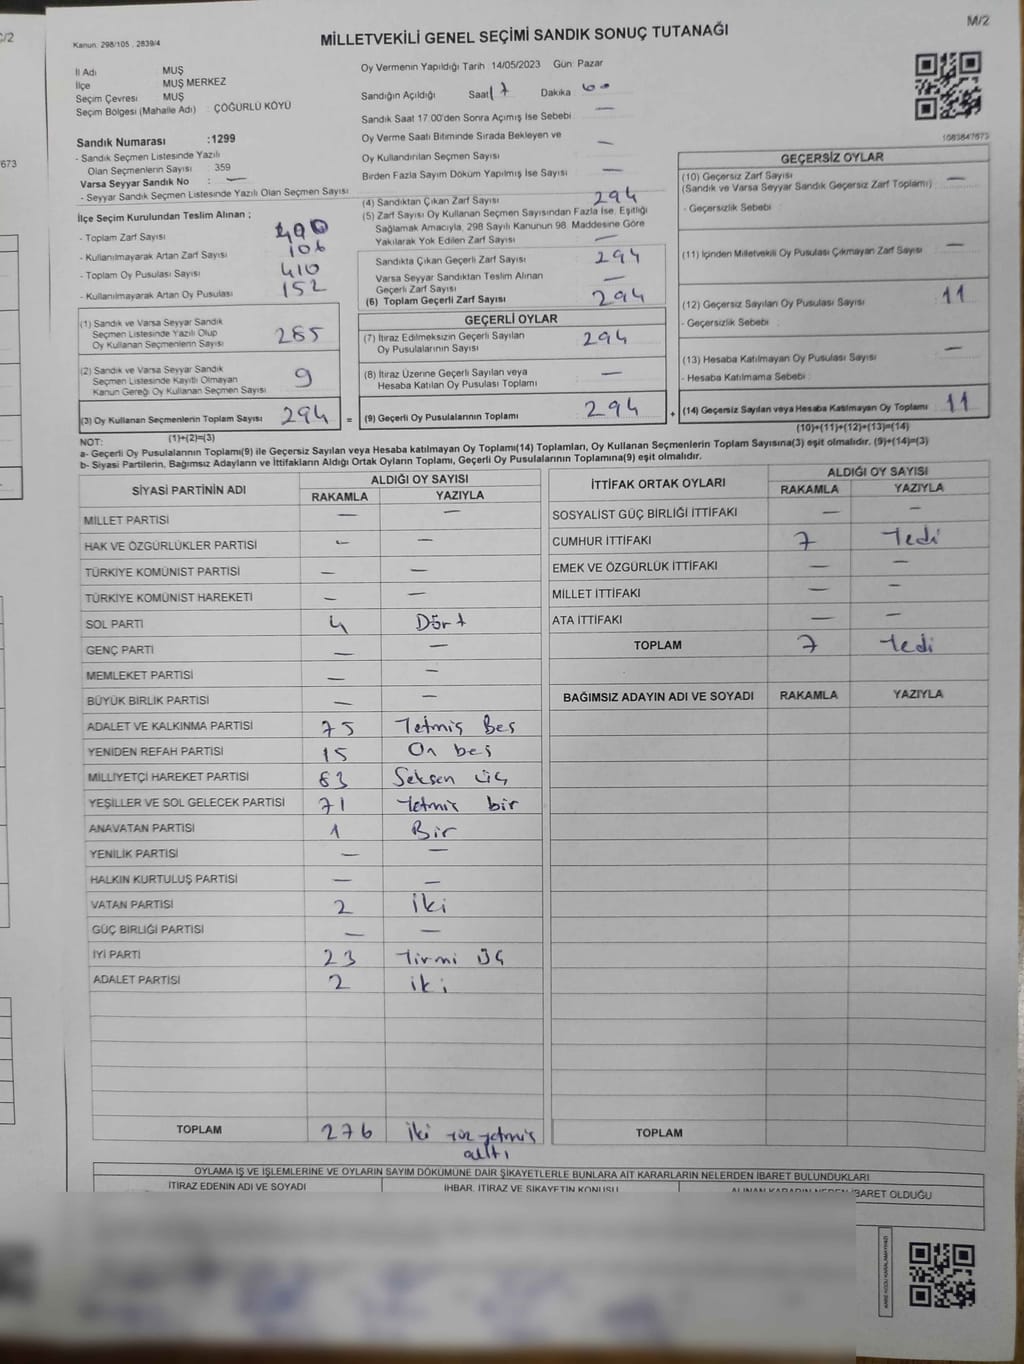 M/2
Kanun: 298/105 , 2839/4
MİLLETVEKİLİ GENEL SEÇİMİ SANDIK SONUÇ TUTANAĞI
İl Adı MUŞ
İlçe MUŞ MERKEZ
Seçim Çevresi MUŞ
Seçim Bölgesi (Mahalle Adı) : ÇÖĞÜRLÜ KÖYÜ
Sandık Numarası :1299
- Sandık Seçmen Listesinde Yazılı
Olan Seçmenlerin Sayısı : 359
Varsa Seyyar Sandık No : —
- Seyyar Sandık Seçmen Listesinde Yazılı Olan Seçmen Sayısı
İlçe Seçim Kurulundan Teslim Alınan ;
- Toplam Zarf Sayısı 400
- Kullanılmayarak Artan Zarf Sayısı 106
- Toplam Oy Pusulası Sayısı 410
- Kullanılmayarak Artan Oy Pusulası 152
(1) Sandık ve Varsa Seyyar Sandık
Seçmen Listesinde Yazılı Olup
Oy Kullanan Seçmenlerin Sayısı 285
(2) Sandık ve Varsa Seyyar Sandık
Seçmen Listesinde Kayıtlı Olmayan
Kanun Gereği Oy Kullanan Seçmen Sayısı 9
(3) Oy Kullanan Seçmenlerin Toplam Sayısı 294 =
(1)+(2)=(3)
Oy Vermenin Yapıldığı Tarih :14/05/2023 Gün: Pazar
Sandığın Açıldığı Saat 17 Dakika 00
Sandık Saat 17:00'den Sonra Açımış İse Sebebi —
Oy Verme Saati Bitiminde Sırada Bekleyen ve
Oy Kullandırılan Seçmen Sayısı —
Birden Fazla Sayım Döküm Yapılmış İse Sayısı —
(4) Sandıktan Çıkan Zarf Sayısı 294
(5) Zarf Sayısı Oy Kullanan Seçmen Sayısından Fazla İse, Eşitliği
Sağlamak Amacıyla, 298 Sayılı Kanunun 98. Maddesine Göre
Yakılarak Yok Edilen Zarf Sayısı —
Sandıkta Çıkan Geçerli Zarf Sayısı 294
Varsa Seyyar Sandıktan Teslim Alınan
Geçerli Zarf Sayısı —
(6) Toplam Geçerli Zarf Sayısı 294
GEÇERLİ OYLAR
(7) İtiraz Edilmeksizin Geçerli Sayılan
Oy Pusulalarının Sayısı 294
(8) İtiraz Üzerine Geçerli Sayılan veya
Hesaba Katılan Oy Pusulası Toplamı —
(9) Geçerli Oy Pusulalarının Toplamı 294 +
1083847673
GEÇERSİZ OYLAR
(10) Geçersiz Zarf Sayısı —
(Sandık ve Varsa Seyyar Sandık Geçersiz Zarf Toplamı)
- Geçersizlik Sebebi :
(11) İçinden Milletvekili Oy Pusulası Çıkmayan Zarf Sayısı —
(12) Geçersiz Sayılan Oy Pusulası Sayısı 11
- Geçersizlik Sebebi :
(13) Hesaba Katılmayan Oy Pusulası Sayısı —
- Hesaba Katılmama Sebebi :
(14) Geçersiz Sayılan veya Hesaba Katılmayan Oy Toplamı 11
(10)+(11)+(12)+(13)=(14)
NOT:
a- Geçerli Oy Pusulaların Toplamı(9) ile Geçersiz Sayılan veya Hesaba katılmayan Oy Toplamı(14) Toplamları, Oy Kullanan Seçmenlerin Toplam Sayısına(3) eşit olmalıdır. (9)+(14)=(3)
b- Siyasi Partilerin, Bağımsız Adayların ve İttifakların Aldığı Ortak Oyların Toplamı, Geçerli Oy Pusulalarının Toplamına(9) eşit olmalıdır.
SİYASİ PARTİNİN ADI ALDIĞI OY SAYISI
RAKAMLA YAZIYLA
MİLLET PARTİSİ — —
HAK VE ÖZGÜRLÜKLER PARTİSİ — —
TÜRKİYE KOMÜNİST PARTİSİ — —
TÜRKİYE KOMÜNİST HAREKETİ — —
SOL PARTİ 4 Dört
GENÇ PARTİ — —
MEMLEKET PARTİSİ — —
BÜYÜK BİRLİK PARTİSİ — —
ADALET VE KALKINMA PARTİSİ 75 Yetmiş Beş
YENİDEN REFAH PARTİSİ 15 On beş
MİLLİYETÇİ HAREKET PARTİSİ 83 Seksen üç
YEŞİLLER VE SOL GELECEK PARTİSİ 71 Yetmiş bir
ANAVATAN PARTİSİ 1 Bir
YENİLİK PARTİSİ — —
HALKIN KURTULUŞ PARTİSİ — —
VATAN PARTİSİ 2 İki
GÜÇ BİRLİĞİ PARTİSİ — —
İYİ PARTİ 23 Yirmi Üç
ADALET PARTİSİ 2 iki
TOPLAM 276 İki yüz yetmiş
altı
İTTİFAK ORTAK OYLARI ALDIĞI OY SAYISI
RAKAMLA YAZIYLA
SOSYALİST GÜÇ BİRLİĞİ İTTİFAKI — —
CUMHUR İTTİFAKI 7 Yedi
EMEK VE ÖZGÜRLÜK İTTİFAKI — —
MİLLET İTTİFAKI — —
ATA İTTİFAKI — —
TOPLAM 7 Yedi
BAĞIMSIZ ADAYIN ADI VE SOYADI RAKAMLA YAZIYLA
TOPLAM
OYLAMA İŞ VE İŞLEMLERİNE VE OYLARIN SAYIM DÖKÜMÜNE DAİR ŞİKAYETLERLE BUNLARA AİT KARARLARIN NELERDEN İBARET BULUNDUKLARI
İTİRAZ EDENİN ADI VE SOYADI İHBAR, İTİRAZ VE ŞİKAYETİN KONUSU ALINAN KARARIN NEDEN İBARET OLDUĞU